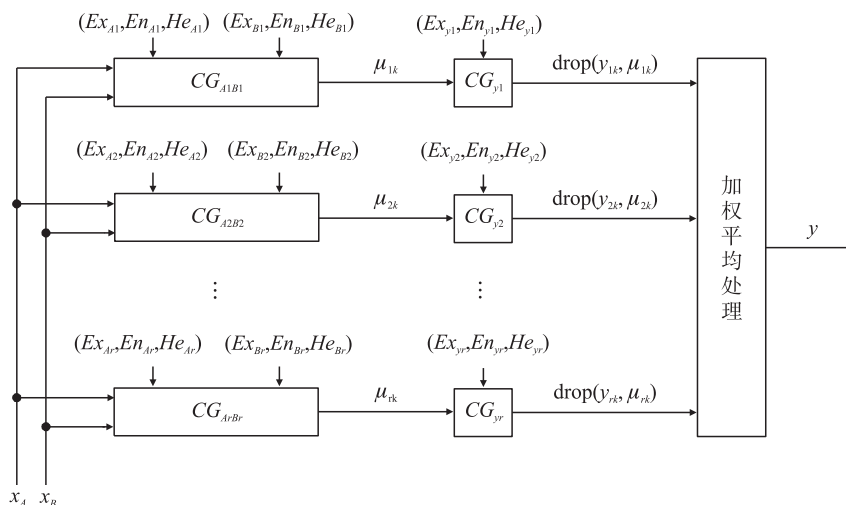 (Ex_{A1},En_{A1},He_{A1}) (Ex_{B1},En_{B1},He_{B1}) (Ex_{y1},En_{y1},He_{y1})
CG_{A1B1} μ_{1k} CG_{y1} drop(y_{1k}, μ_{1k})
(Ex_{A2},En_{A2},He_{A2}) (Ex_{B2},En_{B2},He_{B2}) (Ex_{y2},En_{y2},He_{y2})
CG_{A2B2} μ_{2k} CG_{y2} drop(y_{2k}, μ_{2k})
⋮ ⋮
(Ex_{Ar},En_{Ar},He_{Ar}) (Ex_{Br},En_{Br},He_{Br}) (Ex_{yr},En_{yr},He_{yr})
CG_{ArBr} μ_{rk} CG_{yr} drop(y_{rk}, μ_{rk})
加权平均处理
y
x_A x_B